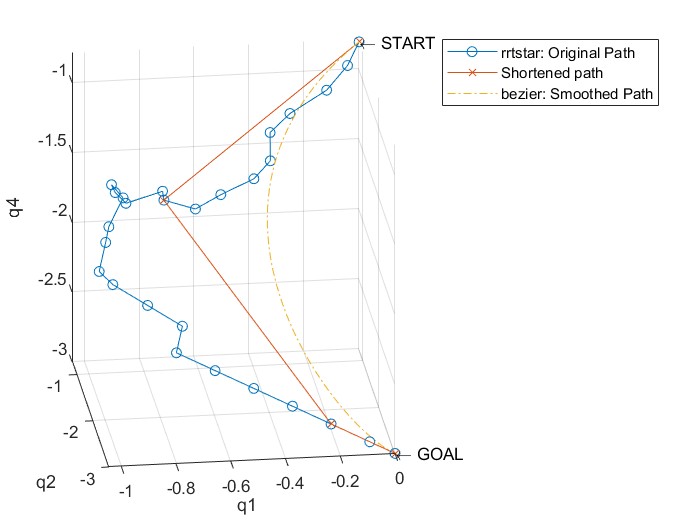 START
rrtstar: Original Path
Shortened path
bezier: Smoothed Path
-1
-1.5
q4
-2
-2.5
-3
-1
-2
GOAL
q2
-3
-1
-0.8
-0.6
-0.4
-0.2
0
q1